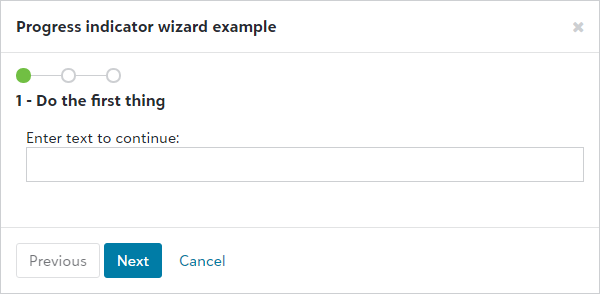 Progress indicator wizard example
1 - Do the first thing
Enter text to continue:
Previous Next Cancel